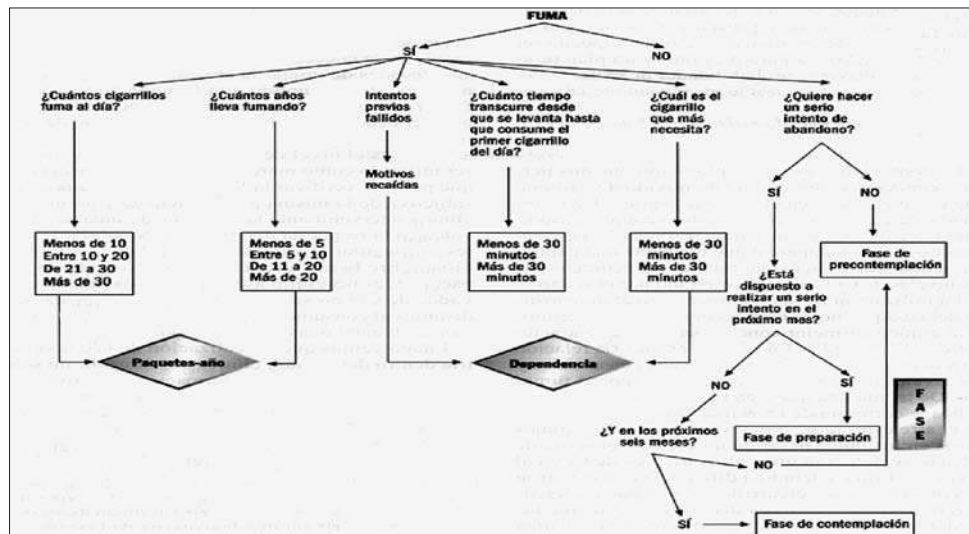 FUMA
SÍ
NO
¿Cuántos cigarrillos
fuma al día?
¿Cuántos años
lleva fumando?
Intentos
previos
fallidos
¿Cuánto tiempo
transcurre desde
que se levanta hasta
que consume el
primer cigarrillo
del día?
¿Cuál es el
cigarrillo
que más
necesita?
¿Quiere hacer
un serio
intento de
abandono?
Motivos
recaídas
SÍ
NO
Menos de 10
Entre 10 y 20
De 21 a 30
Más de 30
Menos de 5
Entre 5 y 10
De 11 a 20
Más de 20
Menos de 30
minutos
Más de 30
minutos
Menos de 30
minutos
Más de 30
minutos
Fase de
precontemplación
¿Está
dispuesto a
realizar un serio
intento en el
próximo mes?
Paquetes-año
Dependencia
NO
SÍ
FASE
¿Y en los próximos
seis meses?
Fase de preparación
NO
SÍ
Fase de contemplación